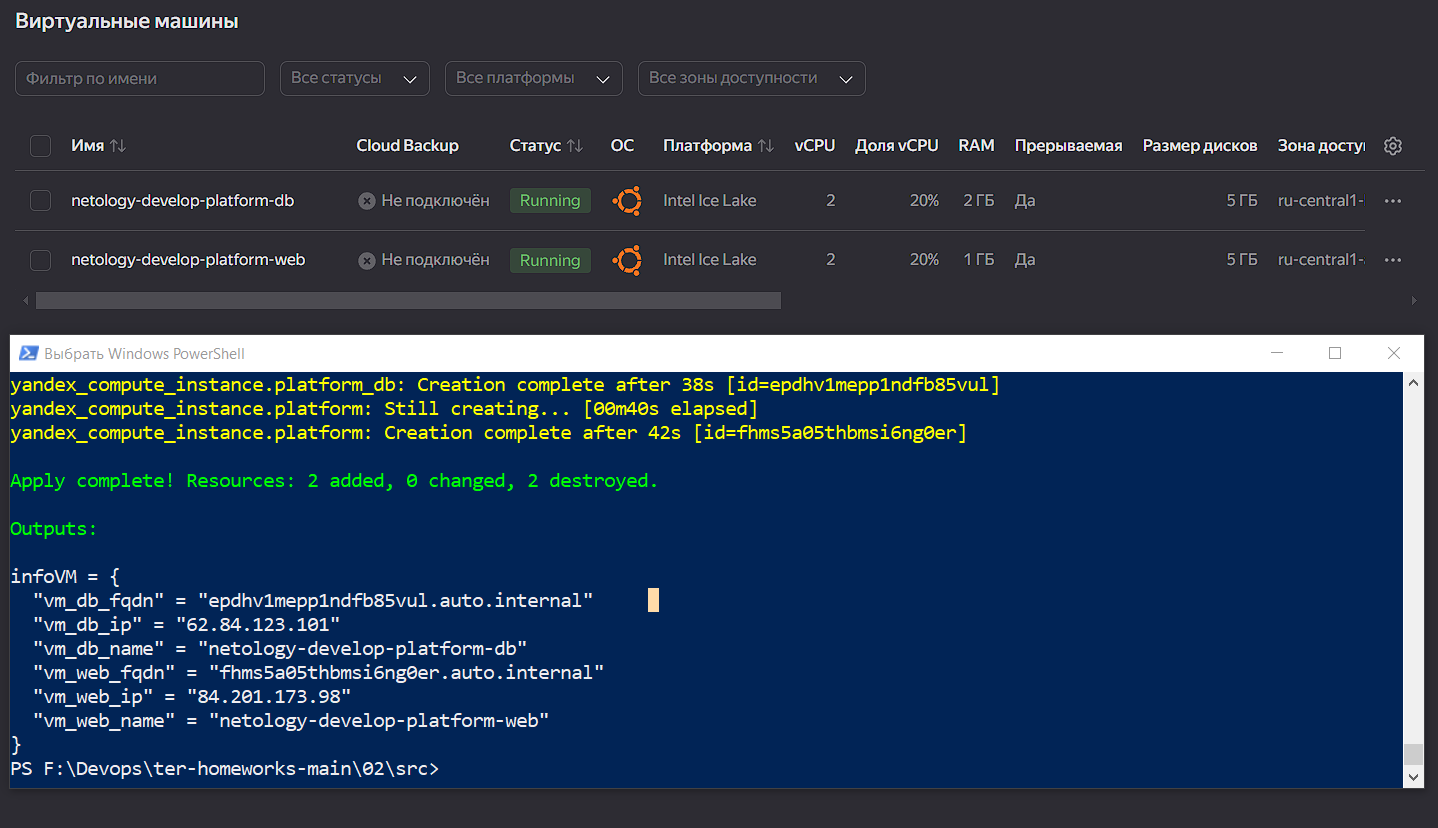 Виртуальные машины
Фильтр по имени Все статусы Все платформы Все зоны доступности
Имя Cloud Backup Статус ОС Платформа vCPU Доля vCPU RAM Прерываемая Размер дисков Зона досту
netology-develop-platform-db Не подключён Running Intel Ice Lake 2 20% 2 ГБ Да 5 ГБ ru-central1-
netology-develop-platform-web Не подключён Running Intel Ice Lake 2 20% 1 ГБ Да 5 ГБ ru-central1-
Выбрать Windows PowerShell
yandex_compute_instance.platform_db: Creation complete after 38s [id=epdhv1mepp1ndfb85vul]
yandex_compute_instance.platform: Still creating... [00m40s elapsed]
yandex_compute_instance.platform: Creation complete after 42s [id=fhms5a05thbmsi6ng0er]
Apply complete! Resources: 2 added, 0 changed, 2 destroyed.
Outputs:
infoVM = {
"vm_db_fqdn" = "epdhv1mepp1ndfb85vul.auto.internal"
"vm_db_ip" = "62.84.123.101"
"vm_db_name" = "netology-develop-platform-db"
"vm_web_fqdn" = "fhms5a05thbmsi6ng0er.auto.internal"
"vm_web_ip" = "84.201.173.98"
"vm_web_name" = "netology-develop-platform-web"
}
PS F:\Devops\ter-homeworks-main\02\src>